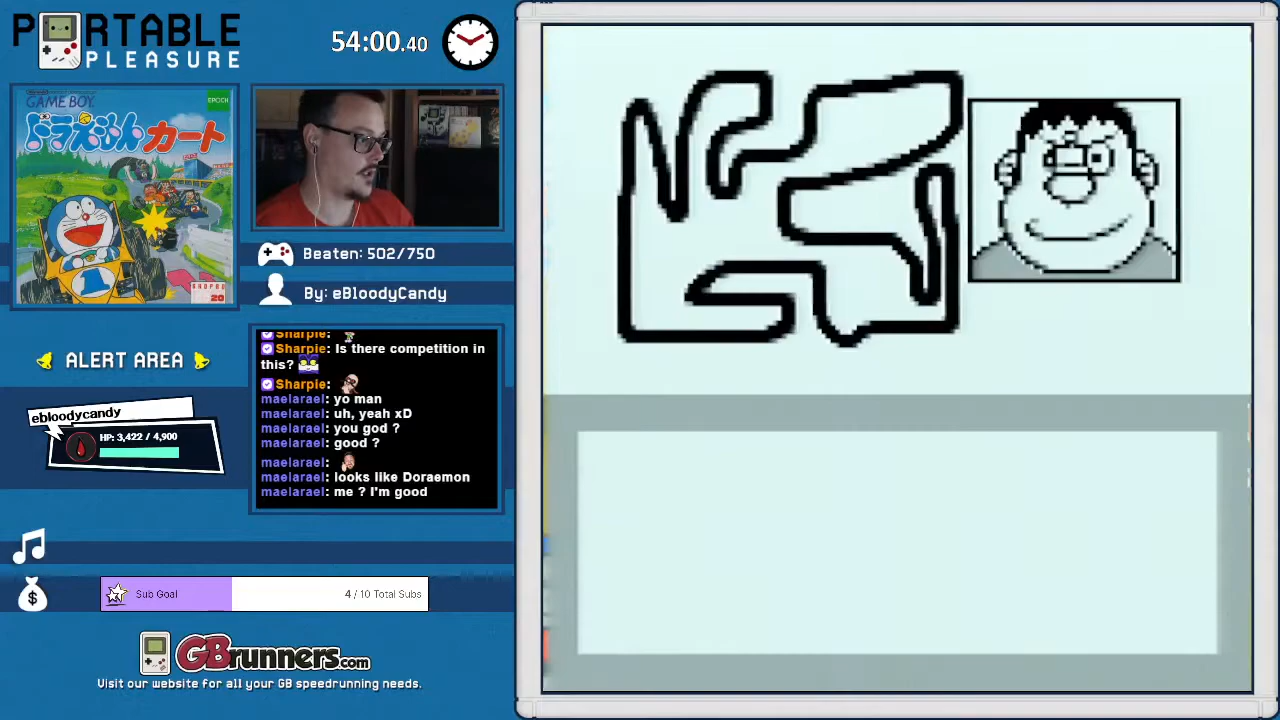 PORTABLE
PLEASURE
54:00.40
GAME BOY
EPOCH
ドラえもんカート
20
Beaten: 502/750
By: eBloodyCandy
ALERT AREA
ebloodycandy
HP: 3,422 / 4,900
Sharpie:
Sharpie: Is there competition in
this?
Sharpie:
maelarael: yo man
maelarael: uh, yeah xD
maelarael: you god ?
maelarael: good ?
maelarael:
maelarael: looks like Doraemon
maelarael: me ? I'm good
Sub Goal
4 / 10 Total Subs
GBrunners.com
Visit our website for all your GB speedrunning needs.